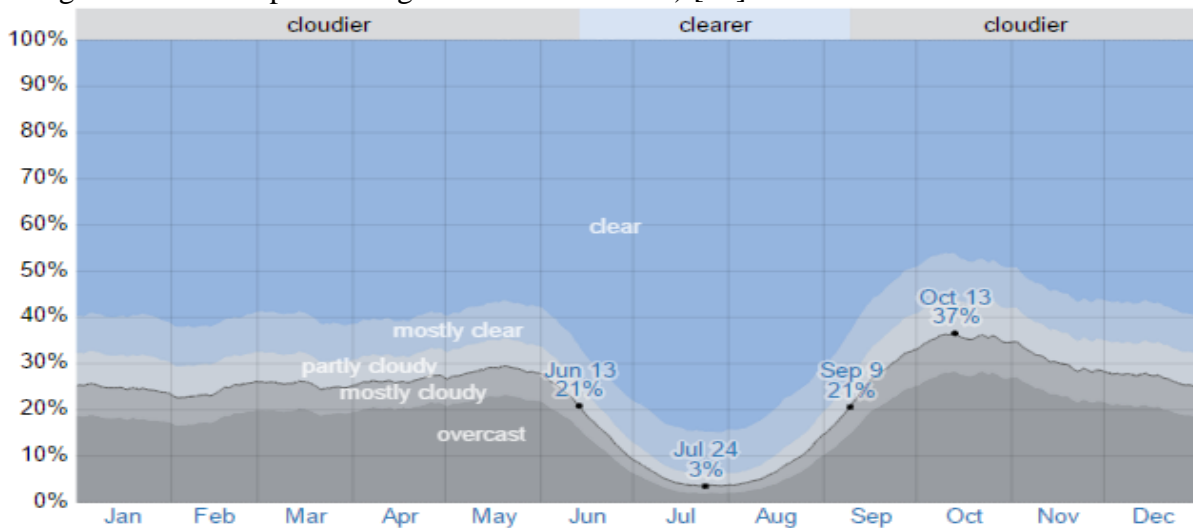 cloudier clearer cloudier
100%
90%
80%
70%
60%
50%
40%
30%
20%
10%
0%
clear
mostly clear
partly cloudy
mostly cloudy
overcast
Jun 13
21%
Jul 24
3%
Sep 9
21%
Oct 13
37%
Jan Feb Mar Apr May Jun Jul Aug Sep Oct Nov Dec